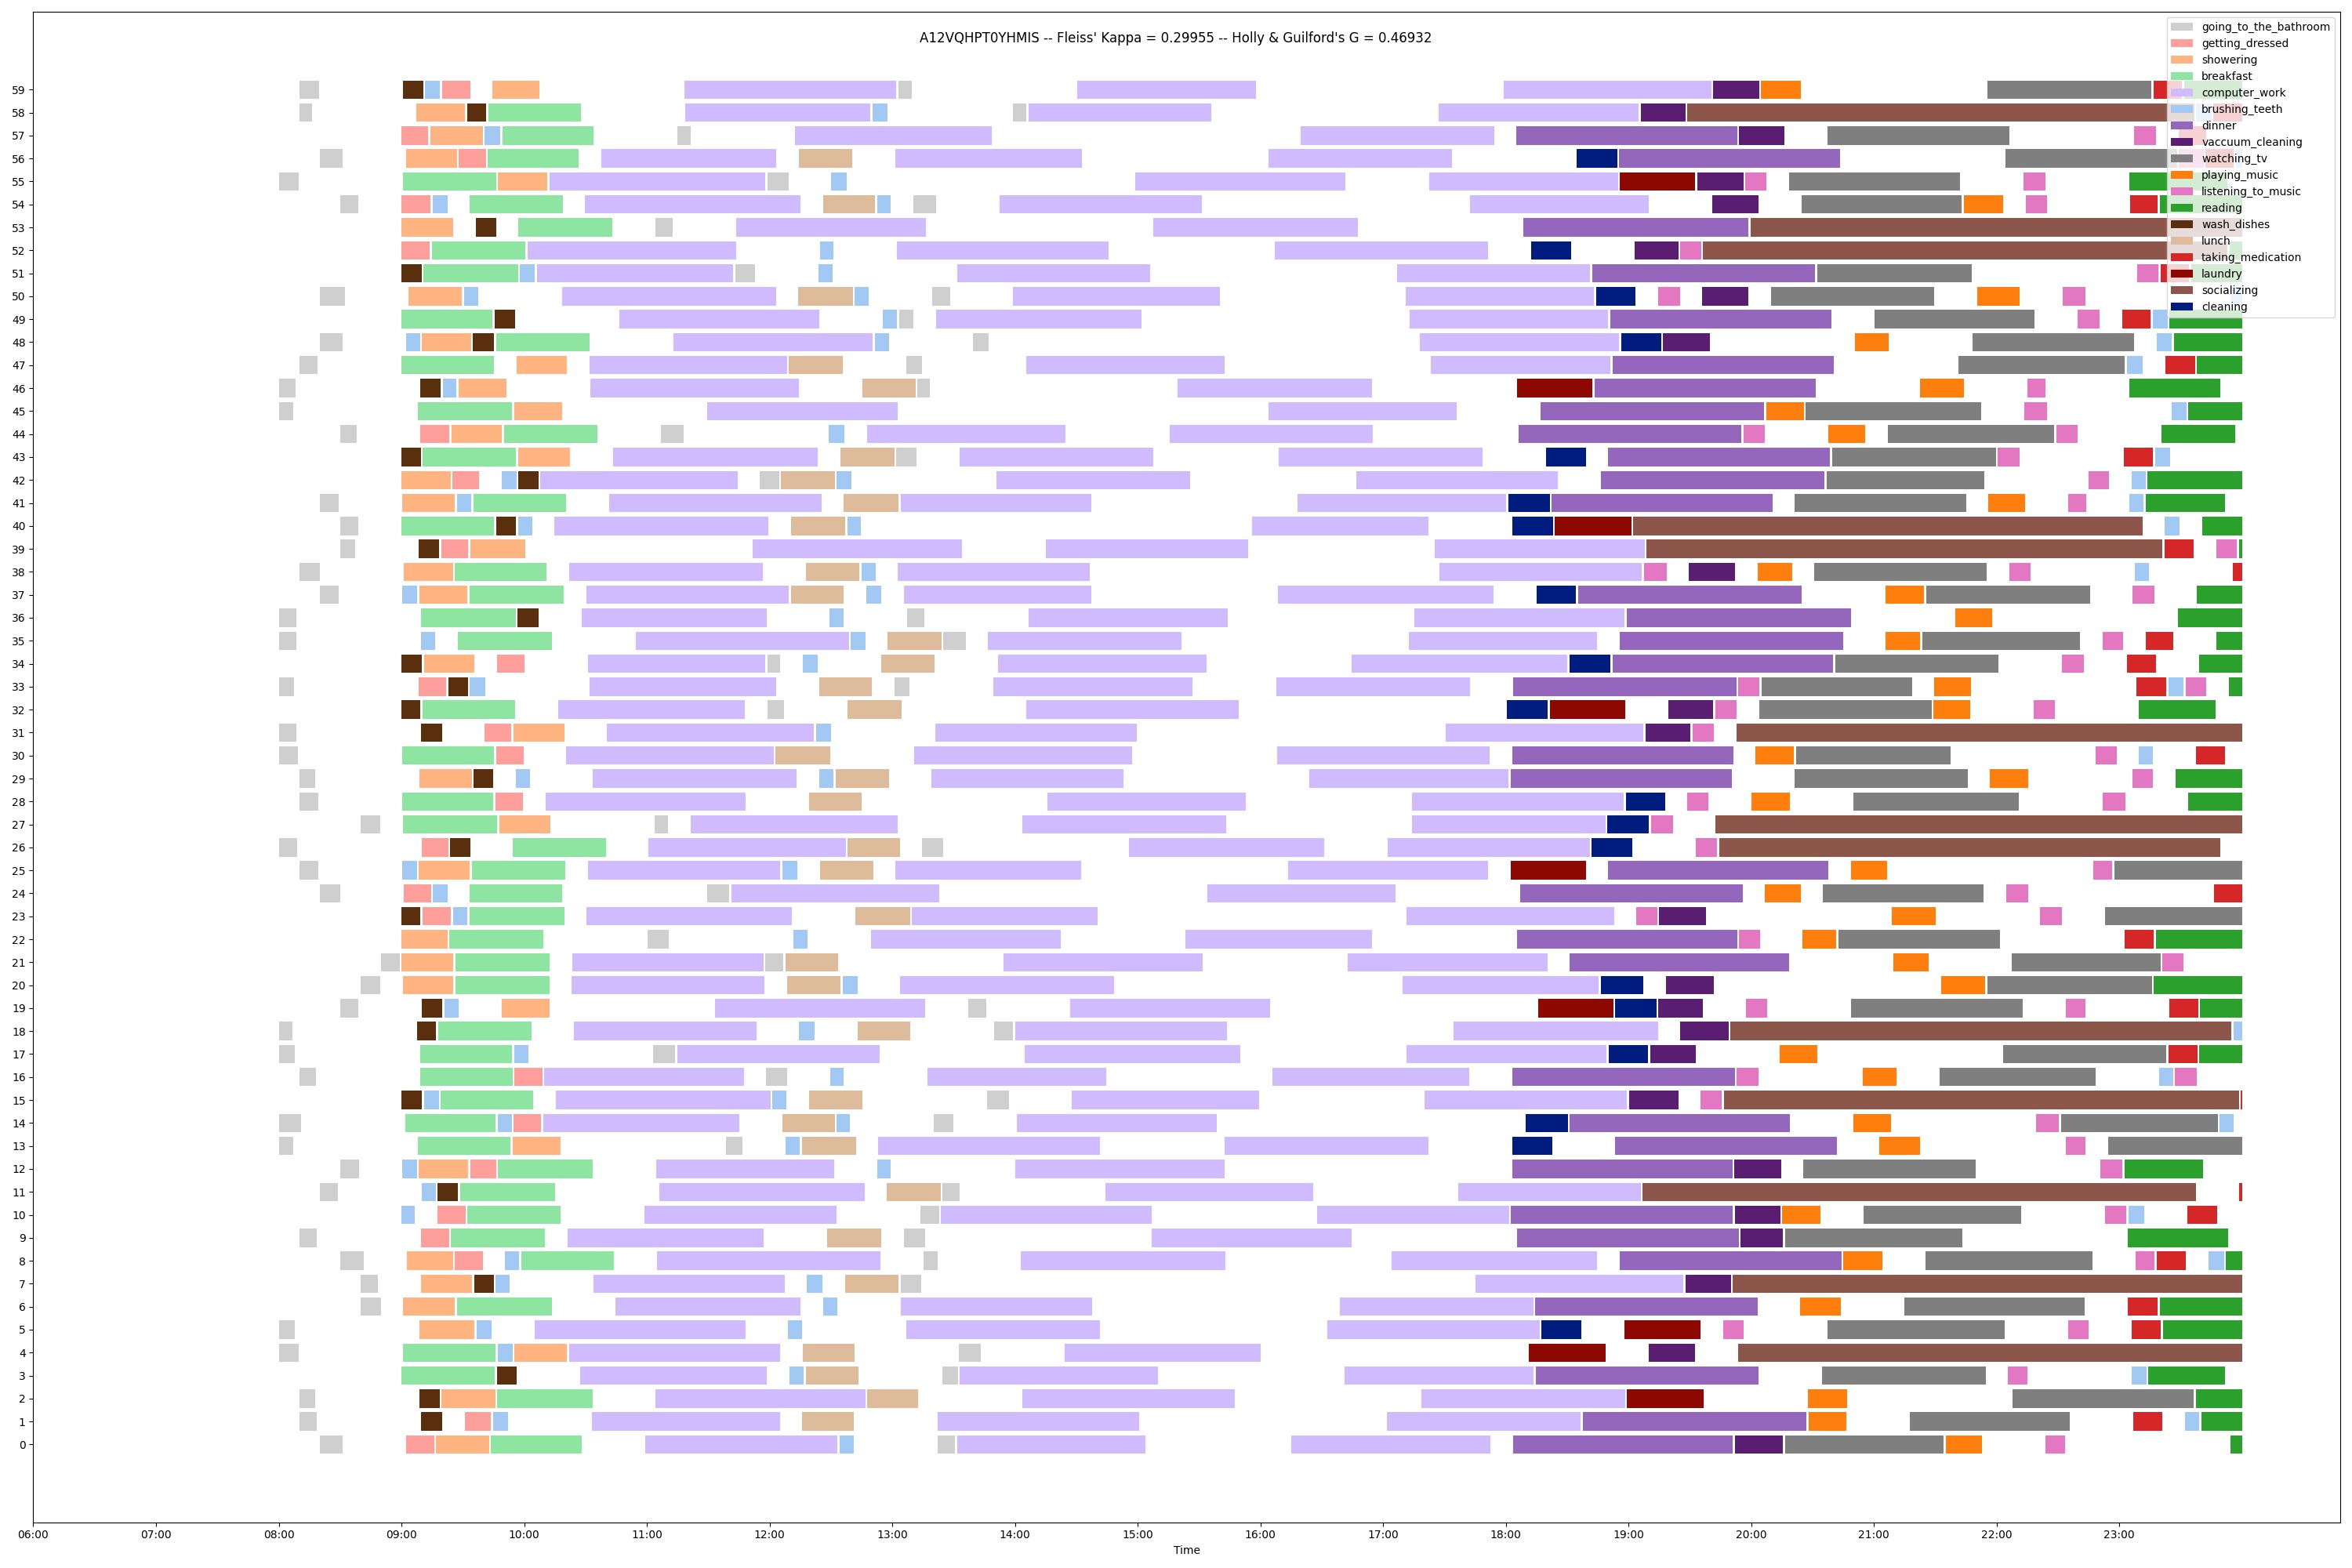 A12VQHPT0YHMIS -- Fleiss' Kappa = 0.29955 -- Holly & Guilford's G = 0.46932
going_to_the_bathroom
getting_dressed
showering
breakfast
computer_work
brushing_teeth
dinner
vaccuum_cleaning
watching_tv
playing_music
listening_to_music
reading
wash_dishes
lunch
taking_medication
laundry
socializing
cleaning
59
58
57
56
55
54
53
52
51
50
49
48
47
46
45
44
43
42
41
40
39
38
37
36
35
34
33
32
31
30
29
28
27
26
25
24
23
22
21
20
19
18
17
16
15
14
13
12
11
10
9
8
7
6
5
4
3
2
1
0
06:00 07:00 08:00 09:00 10:00 11:00 12:00 13:00 14:00 15:00 16:00 17:00 18:00 19:00 20:00 21:00 22:00 23:00
Time